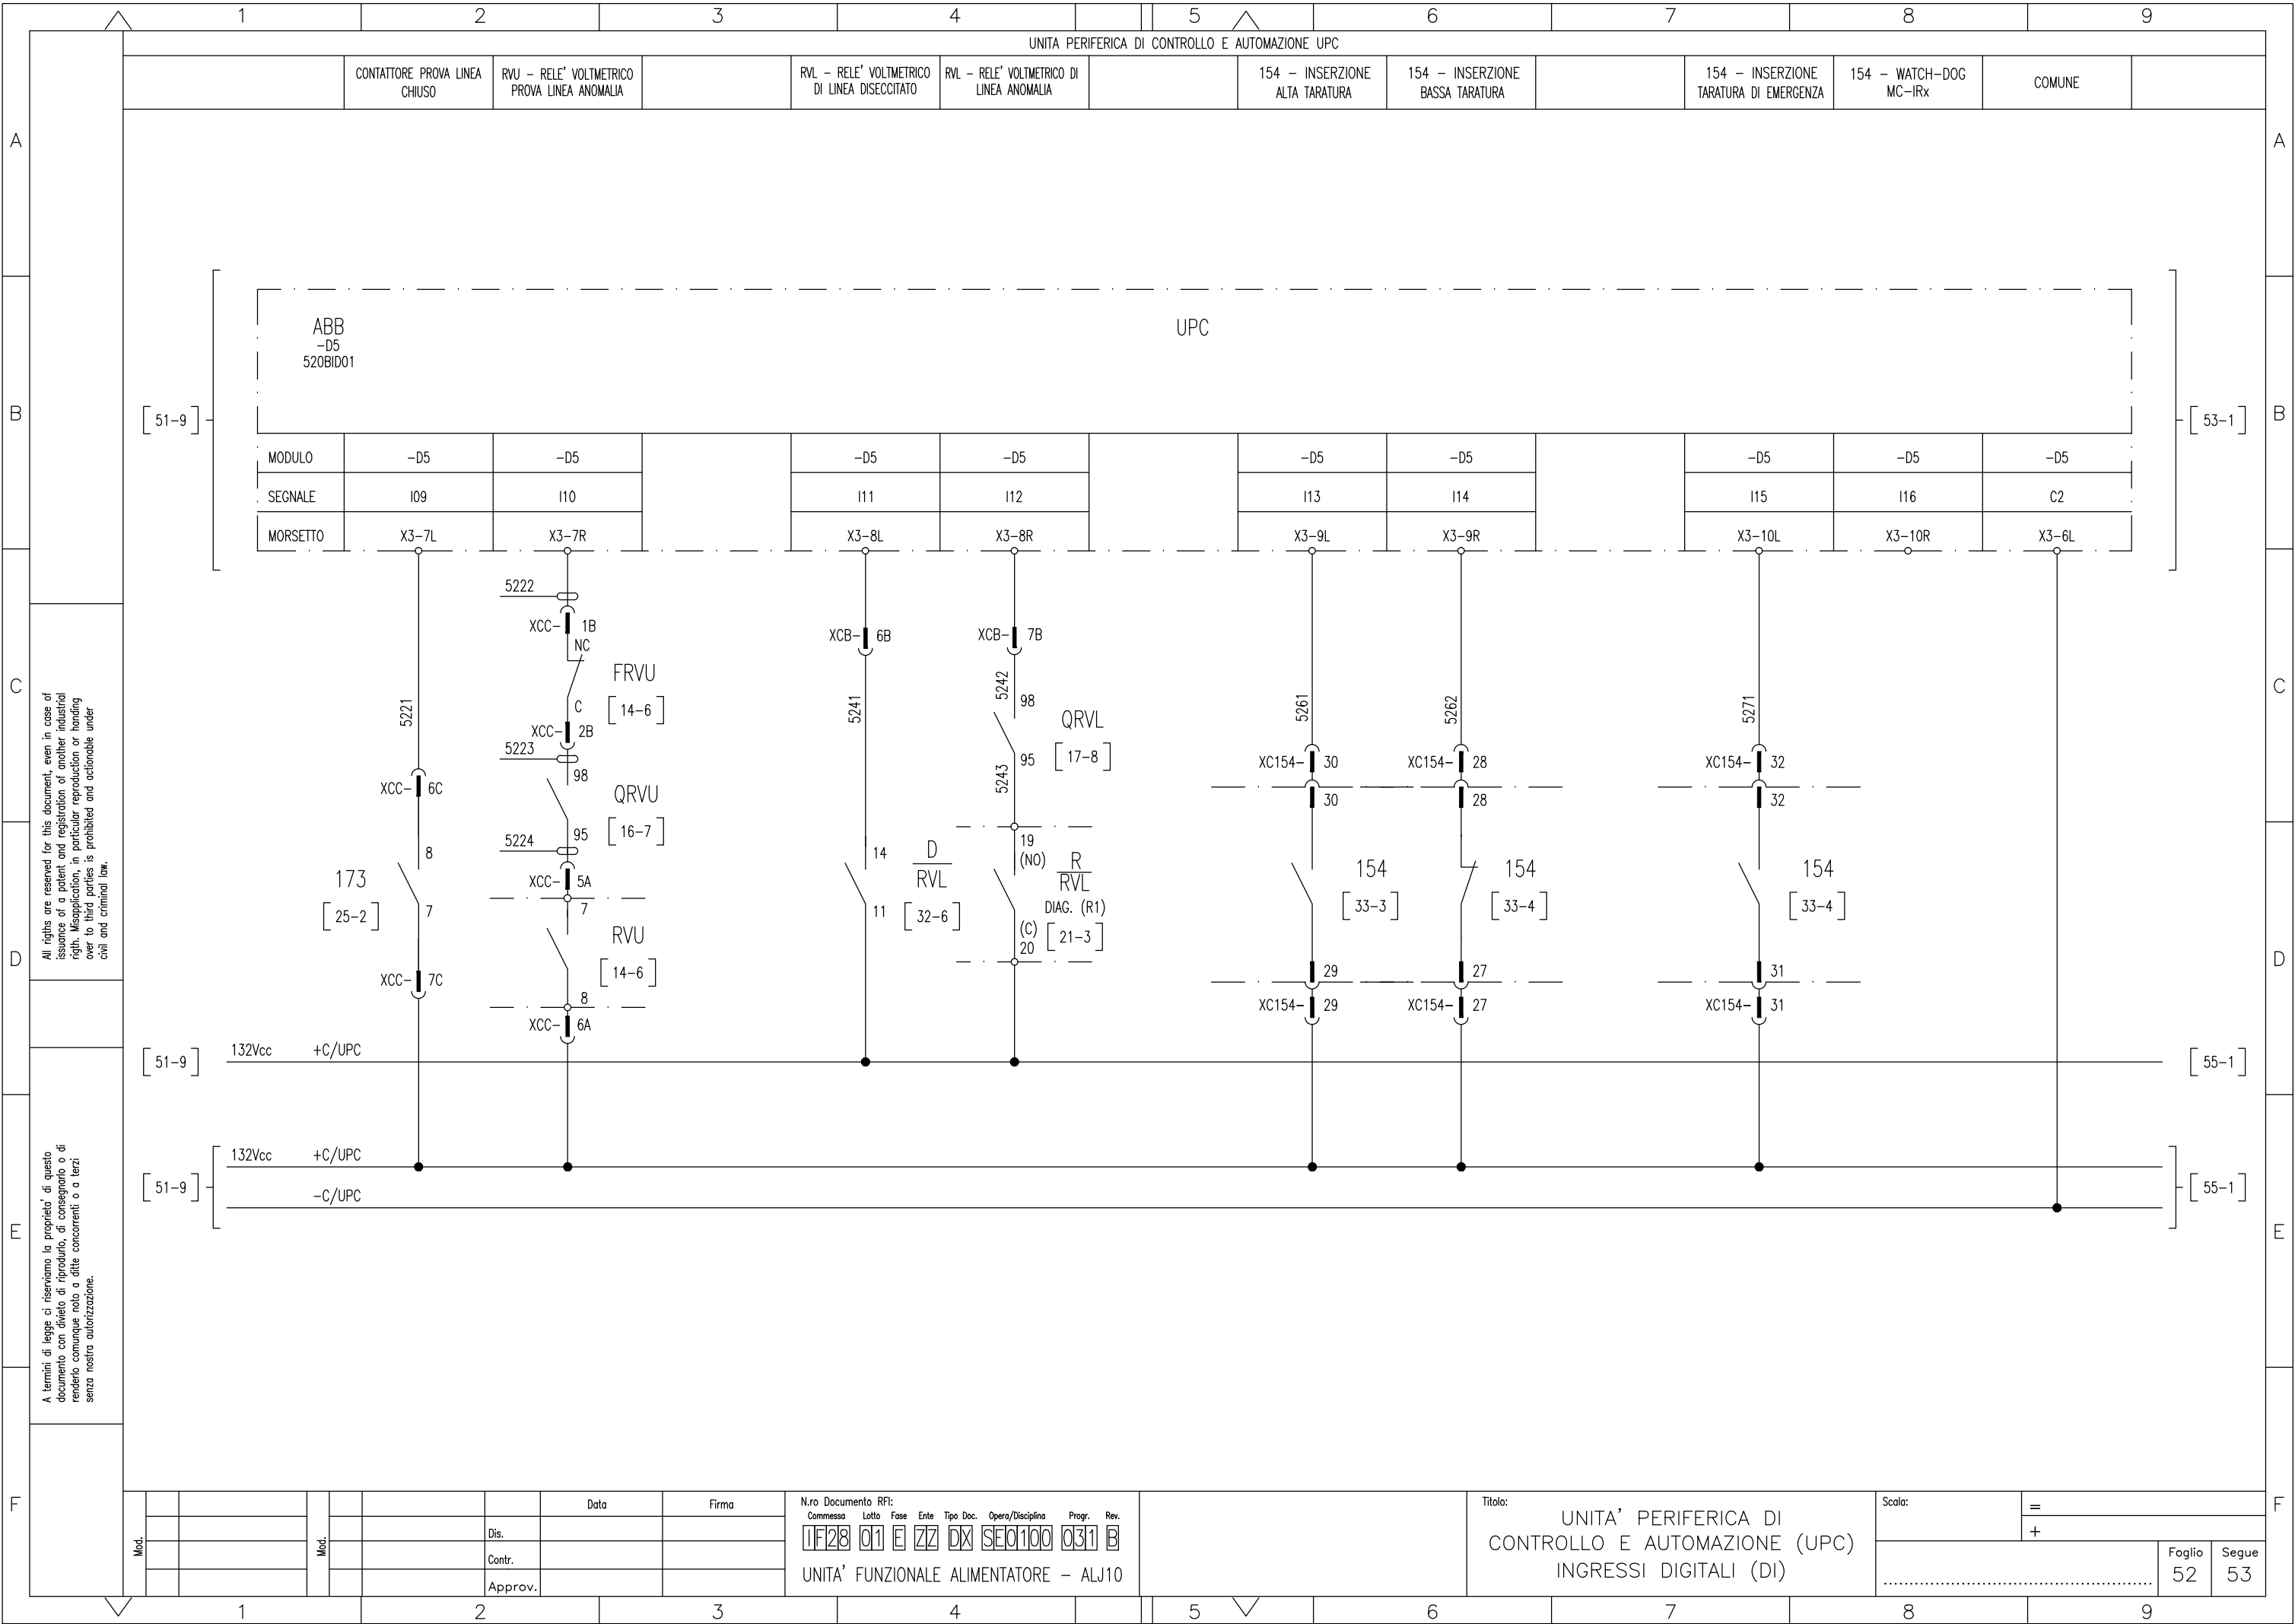 1 2 3 4 5 6 7 8 9
UNITA PERIFERICA DI CONTROLLO E AUTOMAZIONE UPC
CONTATTORE PROVA LINEA
CHIUSO
RVU - RELE' VOLTMETRICO
PROVA LINEA ANOMALIA
RVL - RELE' VOLTMETRICO
DI LINEA DISECCITATO
RVL - RELE' VOLTMETRICO DI
LINEA ANOMALIA
154 - INSERZIONE
ALTA TARATURA
154 - INSERZIONE
BASSA TARATURA
154 - INSERZIONE
TARATURA DI EMERGENZA
154 - WATCH-DOG
MC-IRx
COMUNE
A A
ABB
-D5
520BID01
UPC
B B
51-9
53-1
MODULO -D5 -D5 -D5 -D5 -D5 -D5 -D5 -D5 -D5
SEGNALE I09 I10 I11 I12 I13 I14 I15 I16 C2
MORSETTO X3-7L X3-7R X3-8L X3-8R X3-9L X3-9R X3-10L X3-10R X3-6L
C C
5221
XCC- 6C
8
173
25-2
7
XCC- 7C
5222
XCC- 1B
NC
FRVU
14-6
C
XCC- 2B
5223
98
QRVU
16-7
95
5224
XCC- 5A
7
RVU
14-6
8
XCC- 6A
XCB- 6B
5241
14
D
RVL
32-6
11
XCB- 7B
5242
98
QRVL
17-8
95
5243
19
(NO)
R
RVL
DIAG. (R1)
21-3
(C)
20
5261
XC154- 30
30
154
33-3
29
XC154- 29
5262
XC154- 28
28
154
33-4
27
XC154- 27
5271
XC154- 32
32
154
33-4
31
XC154- 31
D D
51-9
132Vcc +C/UPC
55-1
51-9
132Vcc +C/UPC
-C/UPC
55-1
E E
All rigths are reserved for this document, even in case of
issuance of a patent and registration of another industrial
rigth. Misapplication, in particular reproduction or handing
over to third parties is prohibited and actionable under
civil and criminal law.
A termini di legge ci riserviamo la proprieta' di questo
documento con divieto di riprodurlo, di consegnarlo o di
renderlo comunque noto a ditte concorrenti o a terzi
senza nostra autorizzazione.
F F
Mod.
Mod.
Data
Firma
Dis.
Contr.
Approv.
N.ro Documento RFI:
Commessa Lotto Fase Ente Tipo Doc. Opera/Disciplina Progr. Rev.
IF28 01 E ZZ DX SE0100 031 B
UNITA' FUNZIONALE ALIMENTATORE - ALJ10
Titolo:
UNITA' PERIFERICA DI
CONTROLLO E AUTOMAZIONE (UPC)
INGRESSI DIGITALI (DI)
Scala:
=
+
Foglio
52
Segue
53
1 2 3 4 5 6 7 8 9